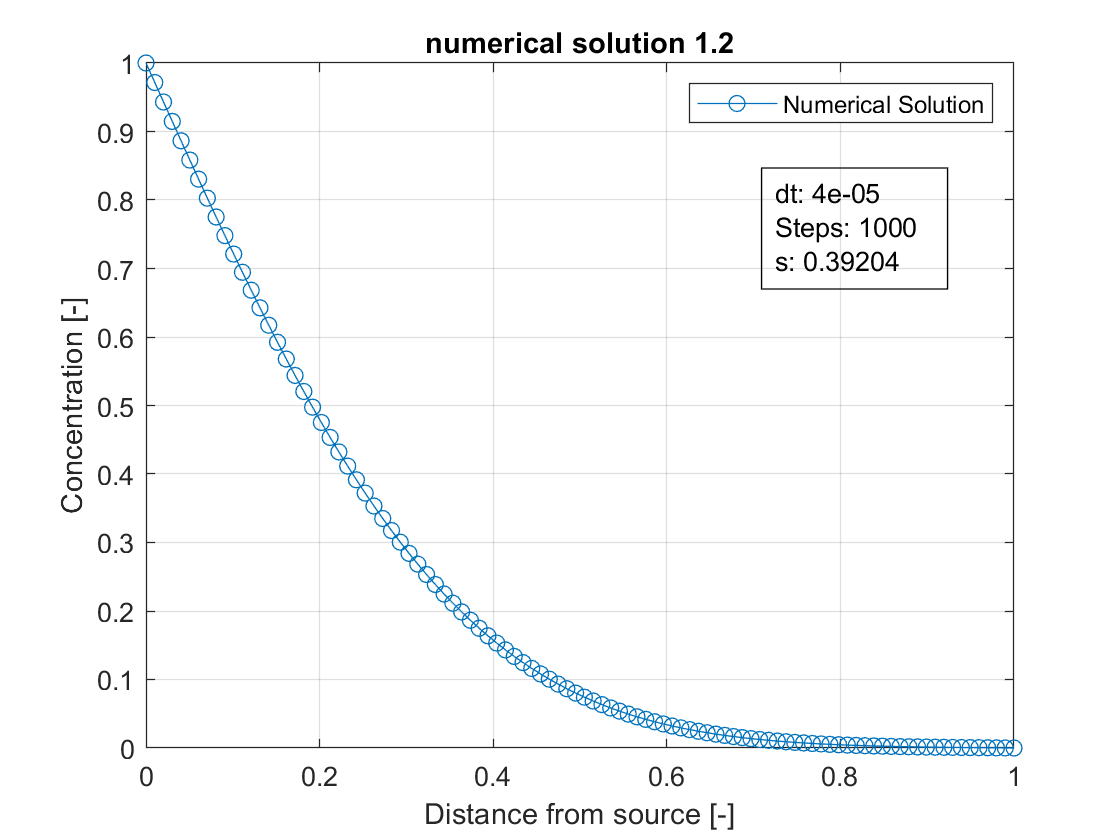 numerical solution 1.2
1
0.9
0.8
0.7
0.6
0.5
0.4
0.3
0.2
0.1
0
Concentration [-]
Numerical Solution
dt: 4e-05
Steps: 1000
s: 0.39204
0 0.2 0.4 0.6 0.8 1
Distance from source [-]